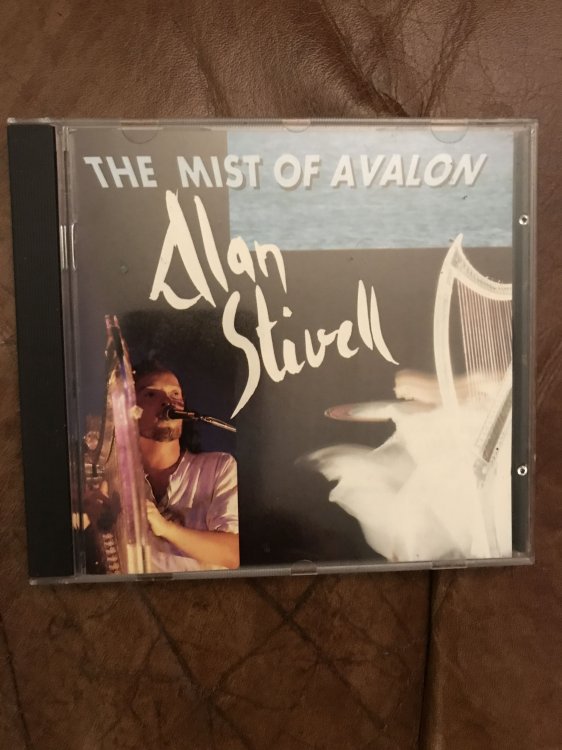 THE MIST OF AVALON
Alan
Stivell